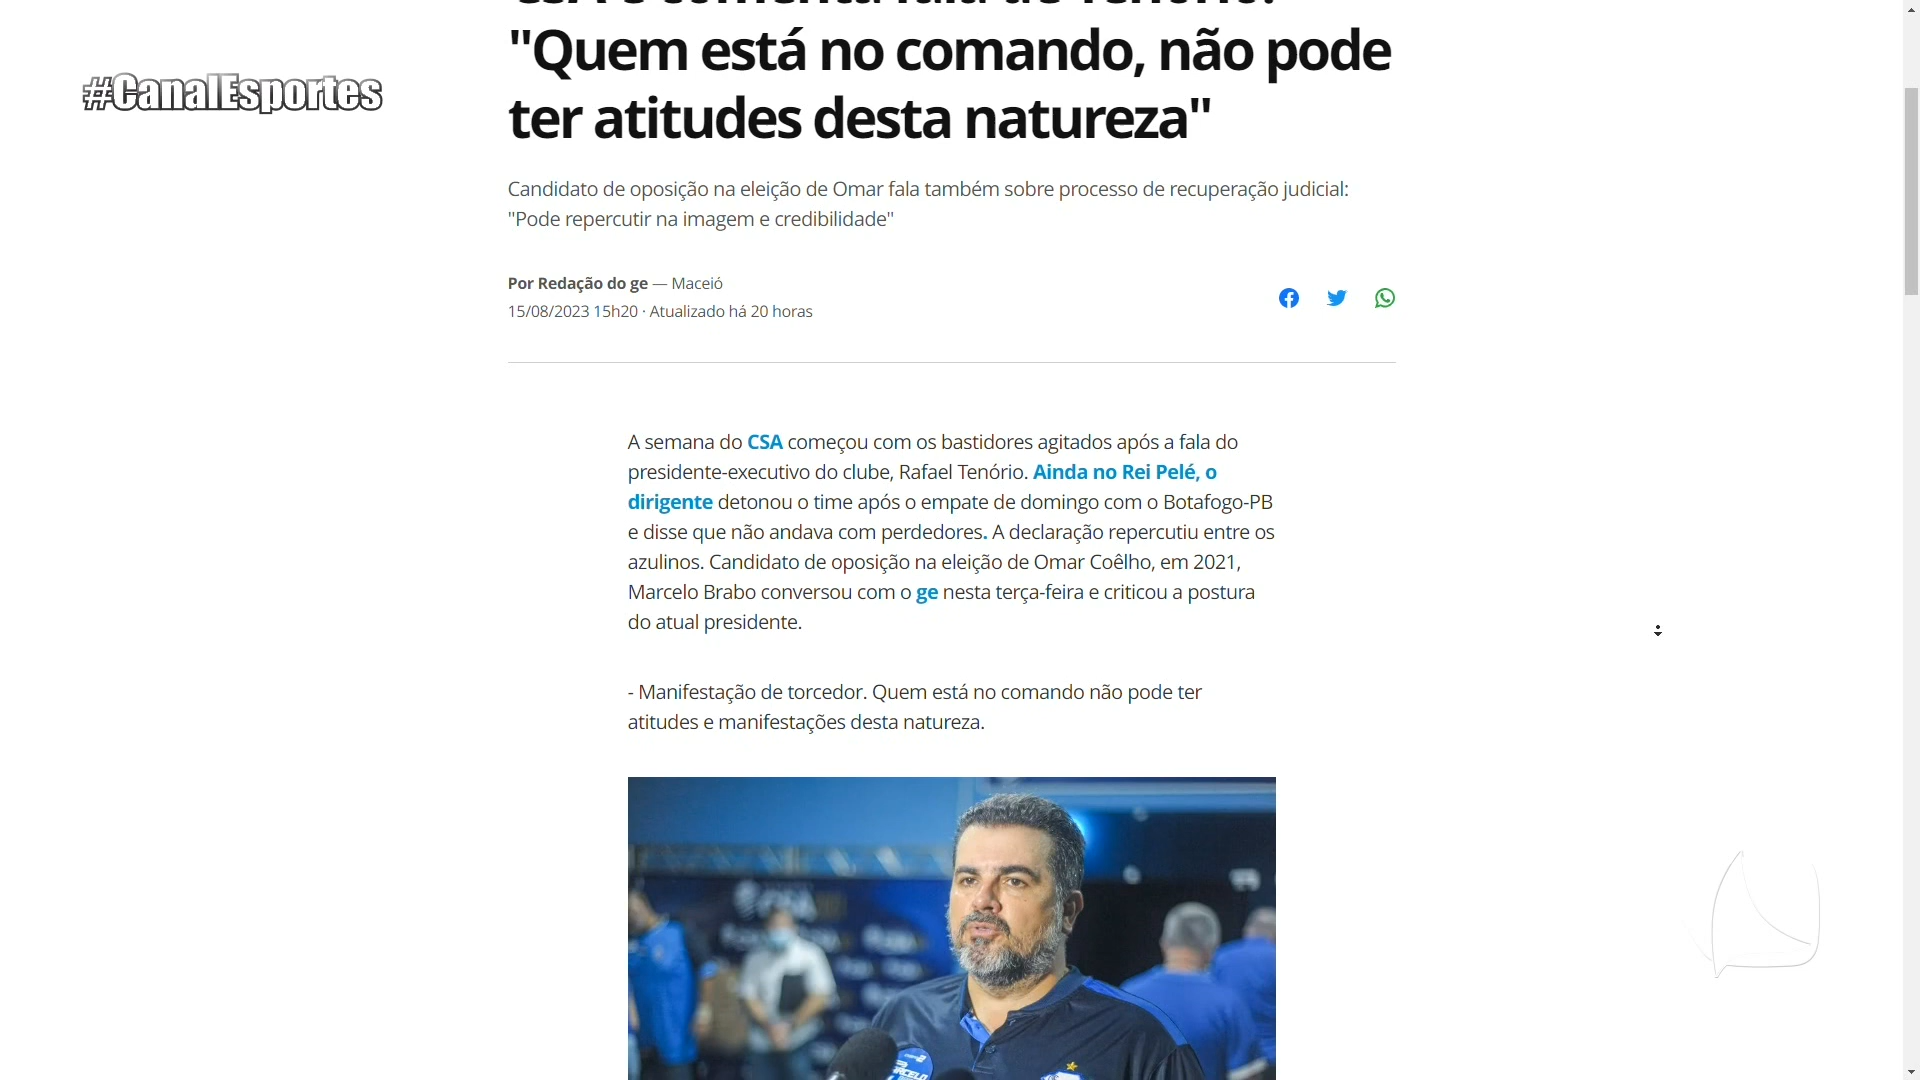 "Quem está no comando, não pode
ter atitudes desta natureza"
#CanalEsportes
Candidato de oposição na eleição de Omar fala também sobre processo de recuperação judicial:
"Pode repercutir na imagem e credibilidade"
Por Redação do ge — Maceió
15/08/2023 15h20 · Atualizado há 20 horas
A semana do CSA começou com os bastidores agitados após a fala do
presidente-executivo do clube, Rafael Tenório. Ainda no Rei Pelé, o
dirigente detonou o time após o empate de domingo com o Botafogo-PB
e disse que não andava com perdedores. A declaração repercutiu entre os
azulinos. Candidato de oposição na eleição de Omar Coêlho, em 2021,
Marcelo Brabo conversou com o ge nesta terça-feira e criticou a postura
do atual presidente.
- Manifestação de torcedor. Quem está no comando não pode ter
atitudes e manifestações desta natureza.